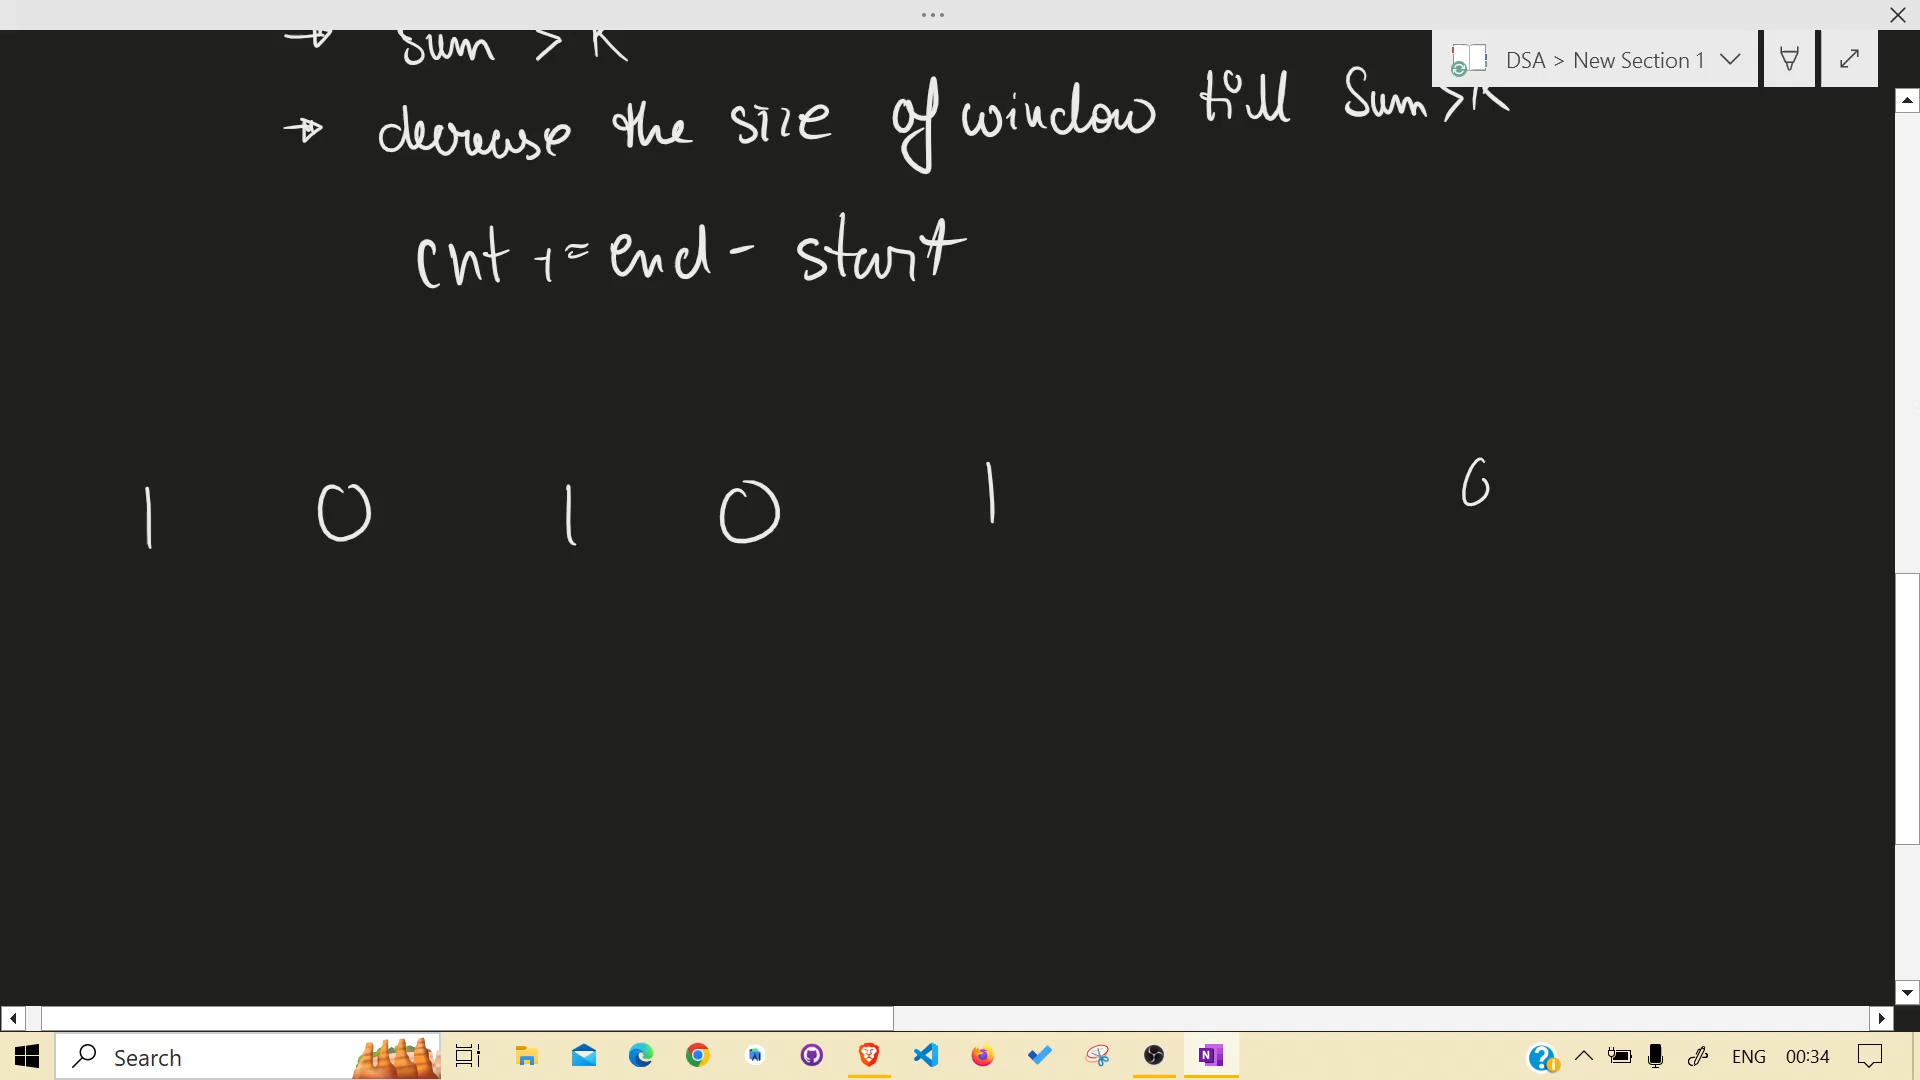 → Sum > K
DSA > New Section 1
→ decrease the size of window till Sum >K
cnt += end - start
1 0 1 0 1 0
Search
ENG 00:34